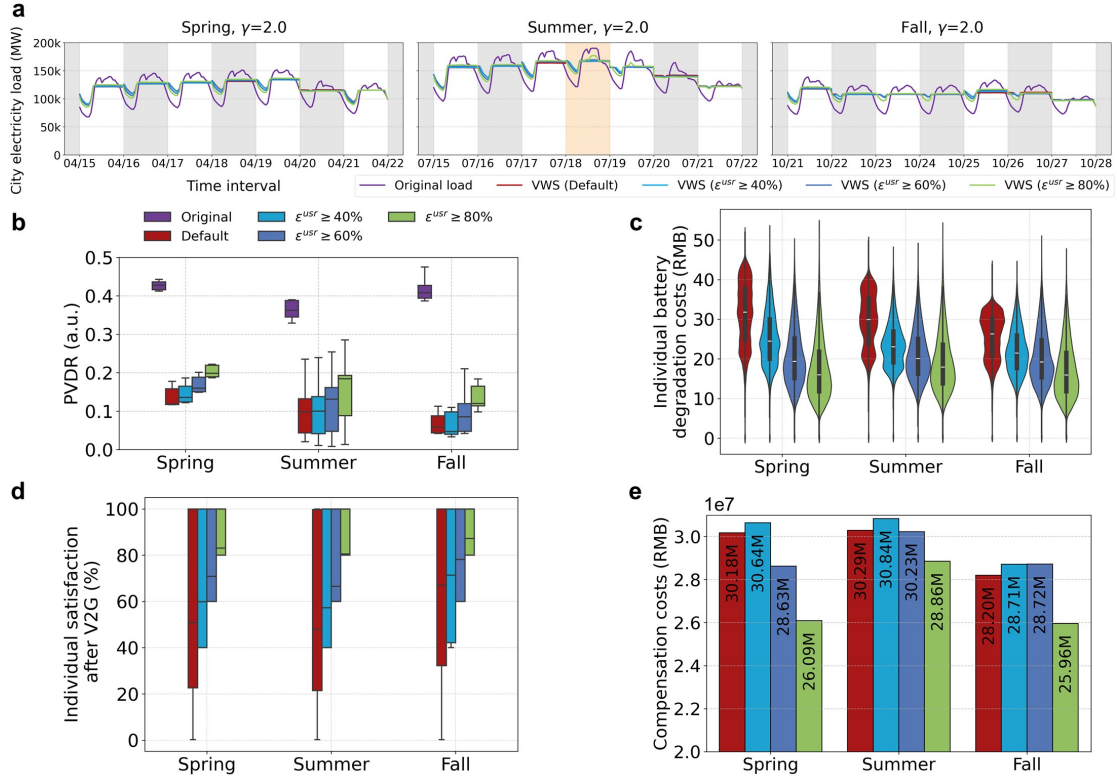 a
Spring, γ=2.0
Summer, γ=2.0
Fall, γ=2.0
City electricity load (MW)
200k
150k
100k
50k
0
04/15 04/16 04/17 04/18 04/19 04/20 04/21 04/22
07/15 07/16 07/17 07/18 07/19 07/20 07/21 07/22
10/21 10/22 10/23 10/24 10/25 10/26 10/27 10/28
Time interval
Original load VWS (Default) VWS (ε^usr ≥ 40%) VWS (ε^usr ≥ 60%) VWS (ε^usr ≥ 80%)
b
Original ε^usr ≥ 40% ε^usr ≥ 80%
Default ε^usr ≥ 60%
PVDR (a.u.)
0.5
0.4
0.3
0.2
0.1
0.0
Spring Summer Fall
c
Individual battery
degradation costs (RMB)
50
40
30
20
10
0
Spring Summer Fall
d
Individual satisfaction
after V2G (%)
100
80
60
40
20
0
Spring Summer Fall
e
1e7
Compensation costs (RMB)
3.0
2.8
2.6
2.4
2.2
2.0
30.18M
30.64M
28.63M
26.09M
30.29M
30.84M
30.23M
28.86M
28.20M
28.71M
28.72M
25.96M
Spring Summer Fall